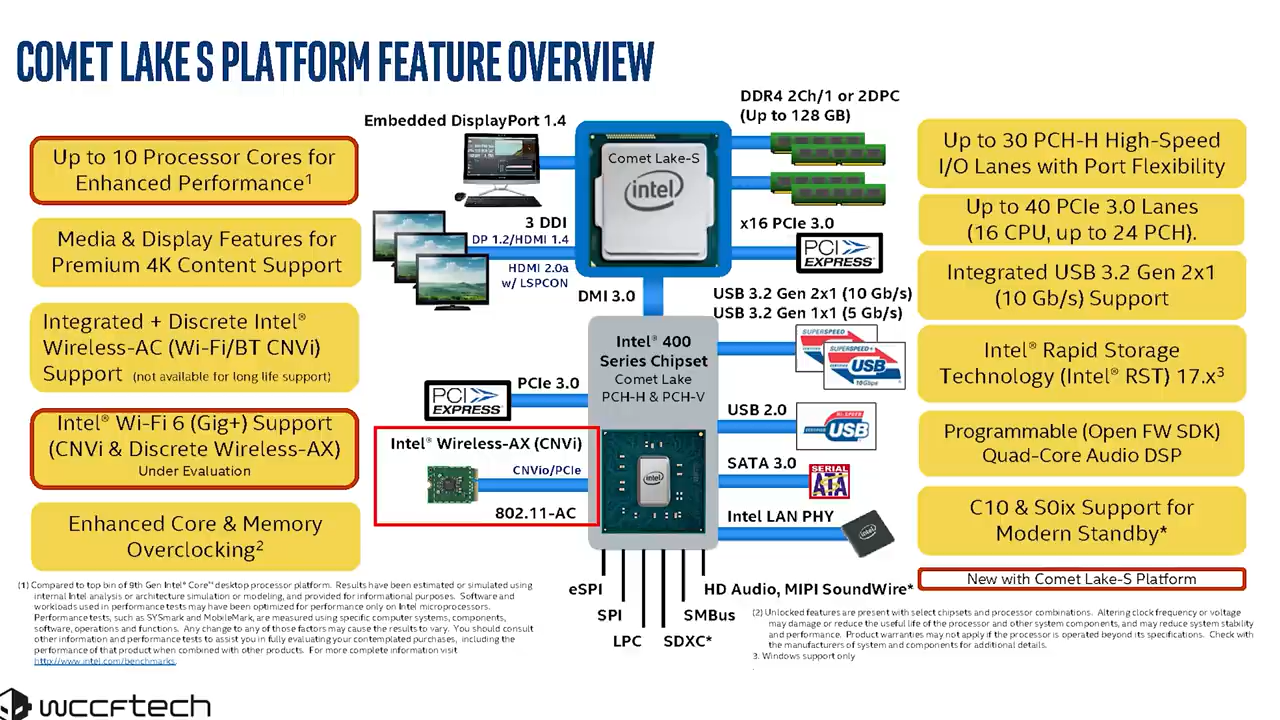 COMET LAKE S PLATFORM FEATURE OVERVIEW
Up to 10 Processor Cores for
Enhanced Performance¹
Media & Display Features for
Premium 4K Content Support
Integrated + Discrete Intel®
Wireless-AC (Wi-Fi/BT CNVi)
Support (not available for long life support)
Intel® Wi-Fi 6 (Gig+) Support
(CNVi & Discrete Wireless-AX)
Under Evaluation
Enhanced Core & Memory
Overclocking²
Embedded DisplayPort 1.4
3 DDI
DP 1.2/HDMI 1.4
HDMI 2.0a
w/ LSPCON
Comet Lake-S
intel
DDR4 2Ch/1 or 2DPC
(Up to 128 GB)
x16 PCIe 3.0
PCI
EXPRESS®
DMI 3.0
USB 3.2 Gen 2x1 (10 Gb/s)
USB 3.2 Gen 1x1 (5 Gb/s)
SUPERSPEED
CERTIFIED
SUPERSPEED+
CERTIFIED USB
10Gbps
Intel® 400
Series Chipset
Comet Lake
PCH-H & PCH-V
intel
PCIe 3.0
PCI
EXPRESS®
Intel® Wireless-AX (CNVi)
CNVio/PCIe
802.11-AC
USB 2.0
HI-SPEED
CERTIFIED USB
SATA 3.0
SERIAL
ATA
Intel LAN PHY
intel
eSPI
SPI
LPC
SDXC*
SMBus
HD Audio, MIPI SoundWire*
Up to 30 PCH-H High-Speed
I/O Lanes with Port Flexibility
Up to 40 PCIe 3.0 Lanes
(16 CPU, up to 24 PCH).
Integrated USB 3.2 Gen 2x1
(10 Gb/s) Support
Intel® Rapid Storage
Technology (Intel® RST) 17.x³
Programmable (Open FW SDK)
Quad-Core Audio DSP
C10 & S0ix Support for
Modern Standby*
New with Comet Lake-S Platform
(1) Compared to top bin of 9th Gen Intel® Core™ desktop processor platform. Results have been estimated or simulated using
internal Intel analysis or architecture simulation or modeling, and provided for informational purposes. Software and
workloads used in performance tests may have been optimized for performance only on Intel microprocessors.
Performance tests, such as SYSmark and MobileMark, are measured using specific computer systems, components,
software, operations and functions. Any change to any of those factors may cause the results to vary. You should consult
other information and performance tests to assist you in fully evaluating your contemplated purchases, including the
performance of that product when combined with other products. For more complete information visit
http://www.intel.com/benchmarks.
(2) Unlocked features are present with select chipsets and processor combinations. Altering clock frequency or voltage
may damage or reduce the useful life of the processor and other system components, and may reduce system stability
and performance. Product warranties may not apply if the processor is operated beyond its specifications. Check with
the manufacturers of system and components for additional details.
3. Windows support only
.
wccftech